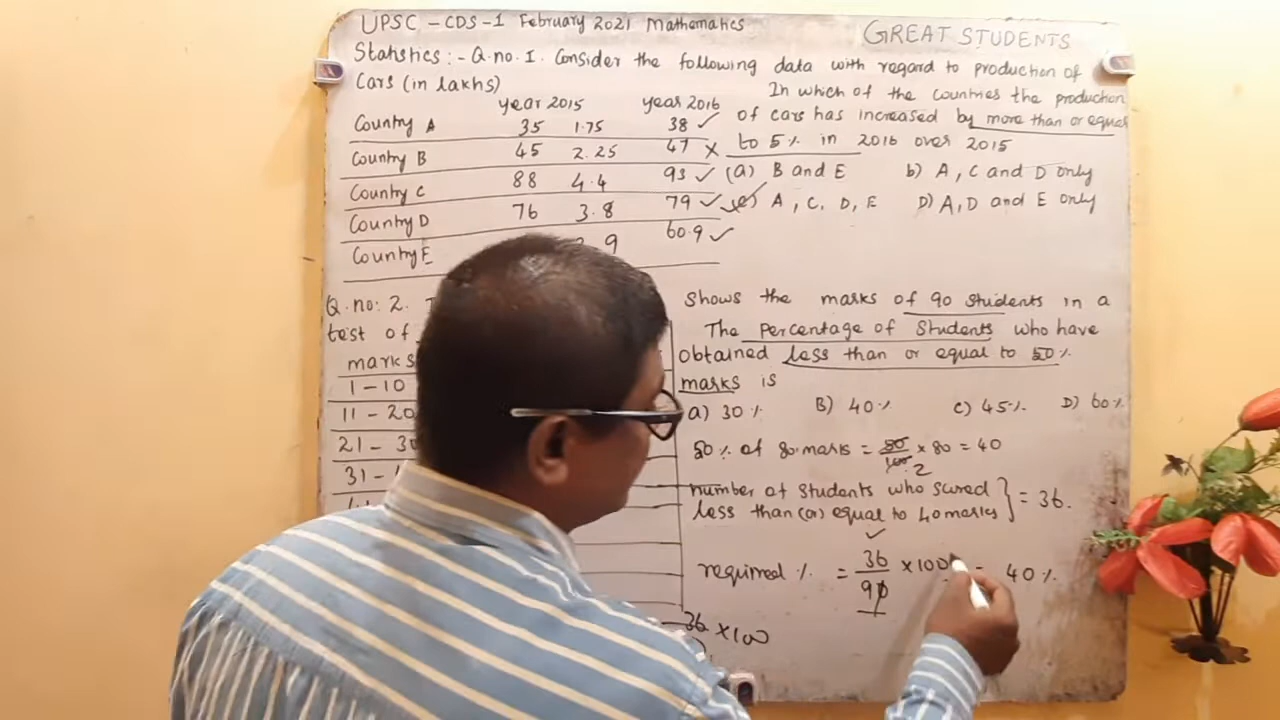 UPSC - CDS-1 February 2021 Mathematics
GREAT STUDENTS
Statistics :- Q.no.1. Consider the following data with regard to production of
Cars (in lakhs)
year 2015 year 2016
Country A 35 1.75 38 ✓
Country B 45 2.25 47 ×
Country C 88 4.4 93 ✓
Country D 76 3.8 79 ✓
Country E 9 60.9 ✓
In which of the countries the production
of cars has increased by more than or equal
to 5% in 2016 over 2015
(a) B and E b) A, C and D only
c) A, C, D, E D) A, D and E only
Q.no: 2. Shows the marks of 90 students in a
test of
marks
1-10
11-20
21-30
31-
The percentage of students who have
obtained less than or equal to 50%
marks is
a) 30% B) 40% C) 45% D) 60%
50% of 80 marks = 50/100 2 × 80 = 40
number of students who scored
less than (or) equal to 40 marks } = 36.
required % = 36/90 × 100 = 40%
36 × 100